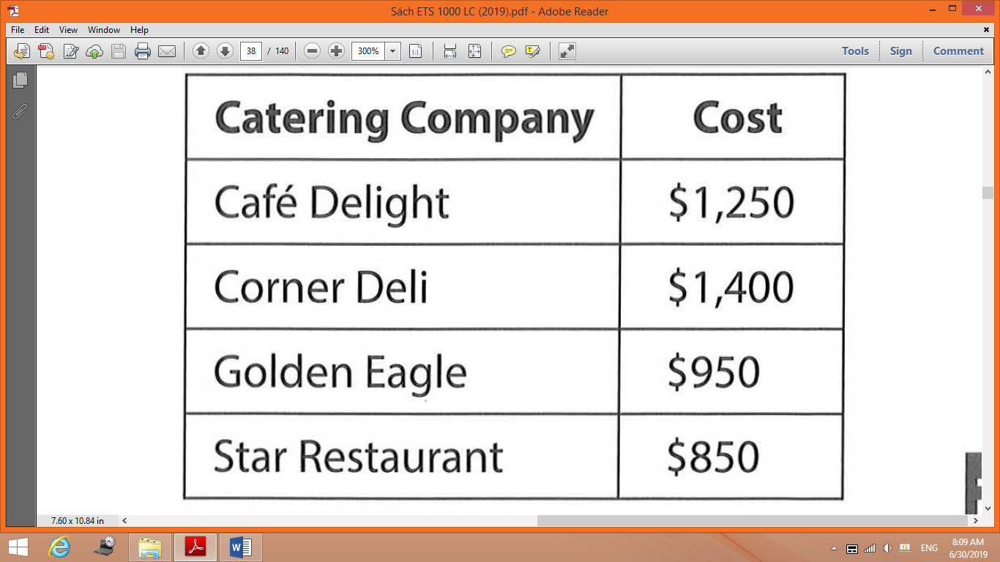 Sách ETS 1000 LC (2019).pdf - Adobe Reader
File Edit View Window Help
38 / 140 300% 1:1 Tools Sign Comment
Catering Company Cost
Café Delight $1,250
Corner Deli $1,400
Golden Eagle $950
Star Restaurant $850
7.60 x 10.84 in
ENG 8:09 AM
6/30/2019